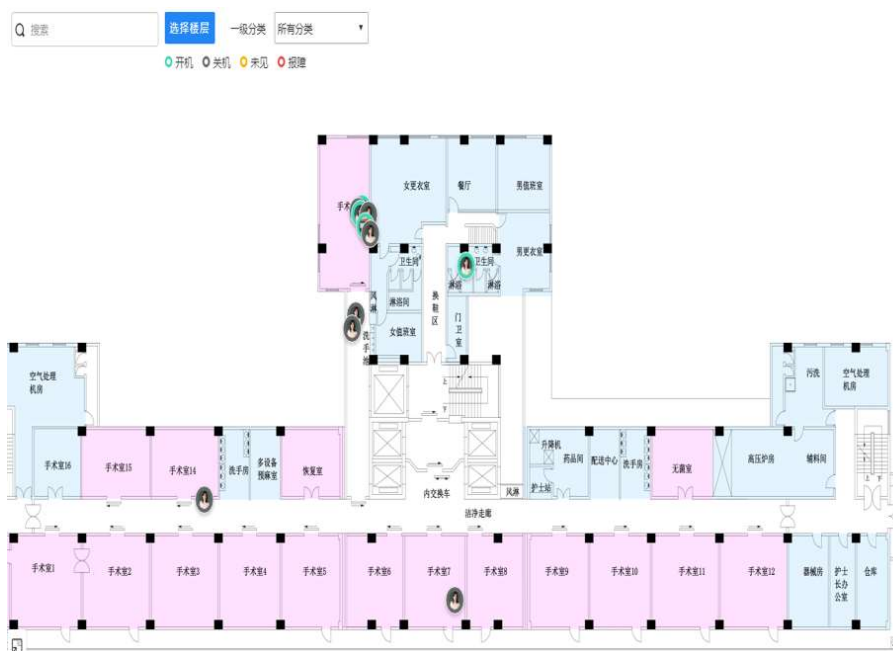 搜索
选择楼层
一级分类
所有分类
开机
关机
未见
报障
手术
女更衣室
餐厅
男值班室
男更衣室
卫生间
卫生间
淋浴
淋浴
风淋
淋浴间
换鞋区
门卫室
洗手池
女值班室
上
下
空气处理
机房
污洗
空气处理
机房
手术室16
手术室15
手术室14
洗手房
多设备
预麻室
恢复室
升降机
药品间
护士站
配送中心
洗手房
无菌室
高压炉房
辅料间
上
下
内交换车
风淋
洁净走廊
手术室1
手术室2
手术室3
手术室4
手术室5
手术室6
手术室7
手术室8
手术室9
手术室10
手术室11
手术室12
器械房
护士长办公室
仓库